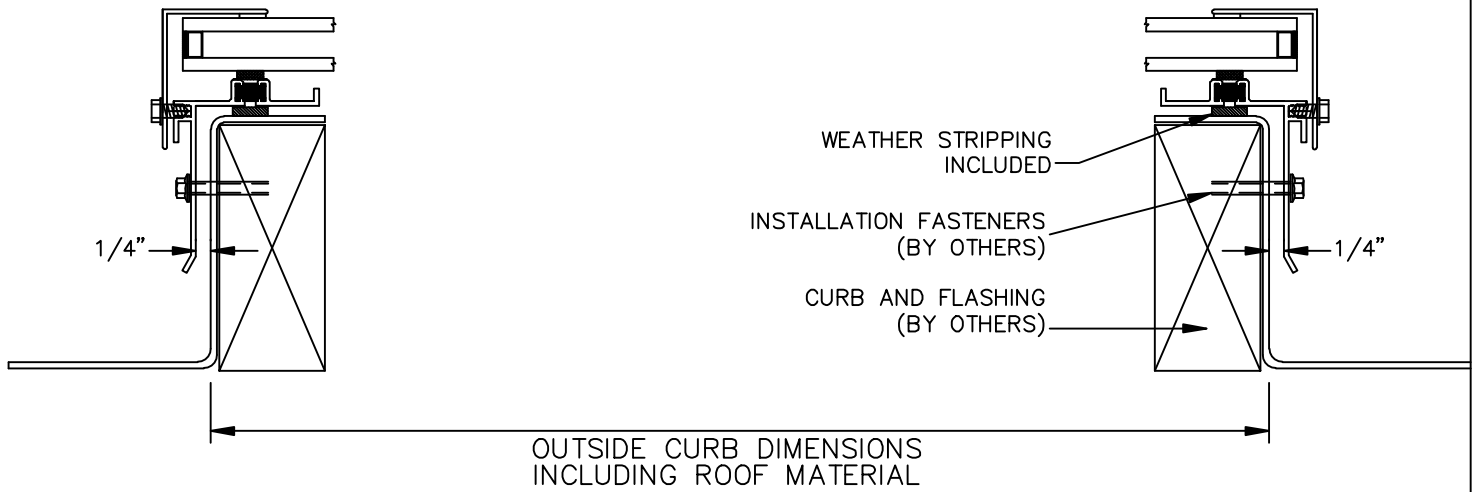 WEATHER STRIPPING
INCLUDED
INSTALLATION FASTENERS
(BY OTHERS)
1/4”
1/4”
CURB AND FLASHING
(BY OTHERS)
OUTSIDE CURB DIMENSIONS
INCLUDING ROOF MATERIAL